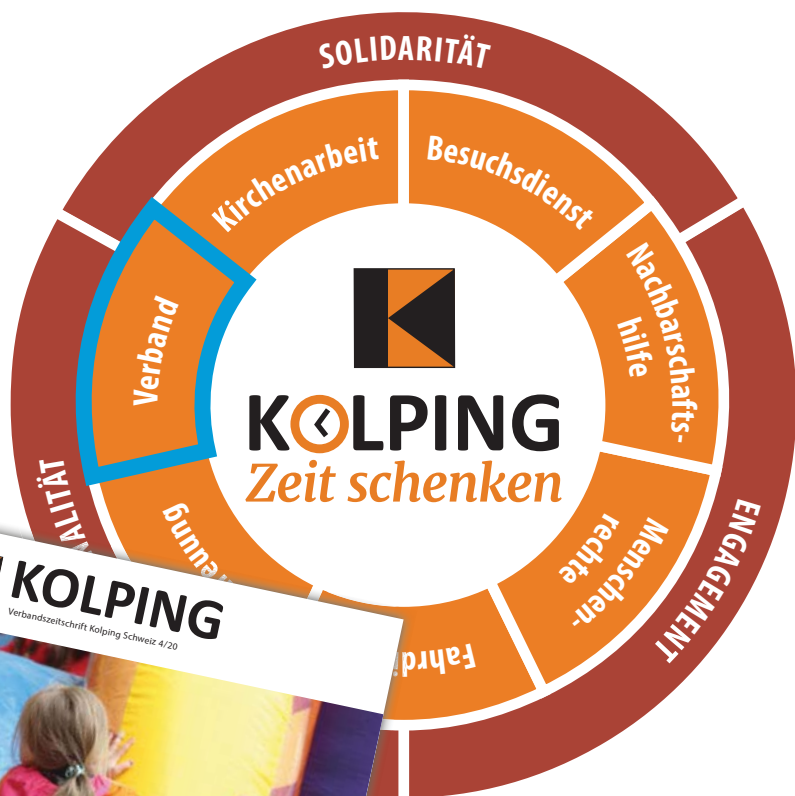 SOLIDARITÄT
Kirchenarbeit
Besuchsdienst
Nachbarschafts-
hilfe
Verband
KOLPING
Zeit schenken
Menschen-
rechte
ENGAGEMENT
KOLPING
Verbandszeitschrift Kolping Schweiz 4/20